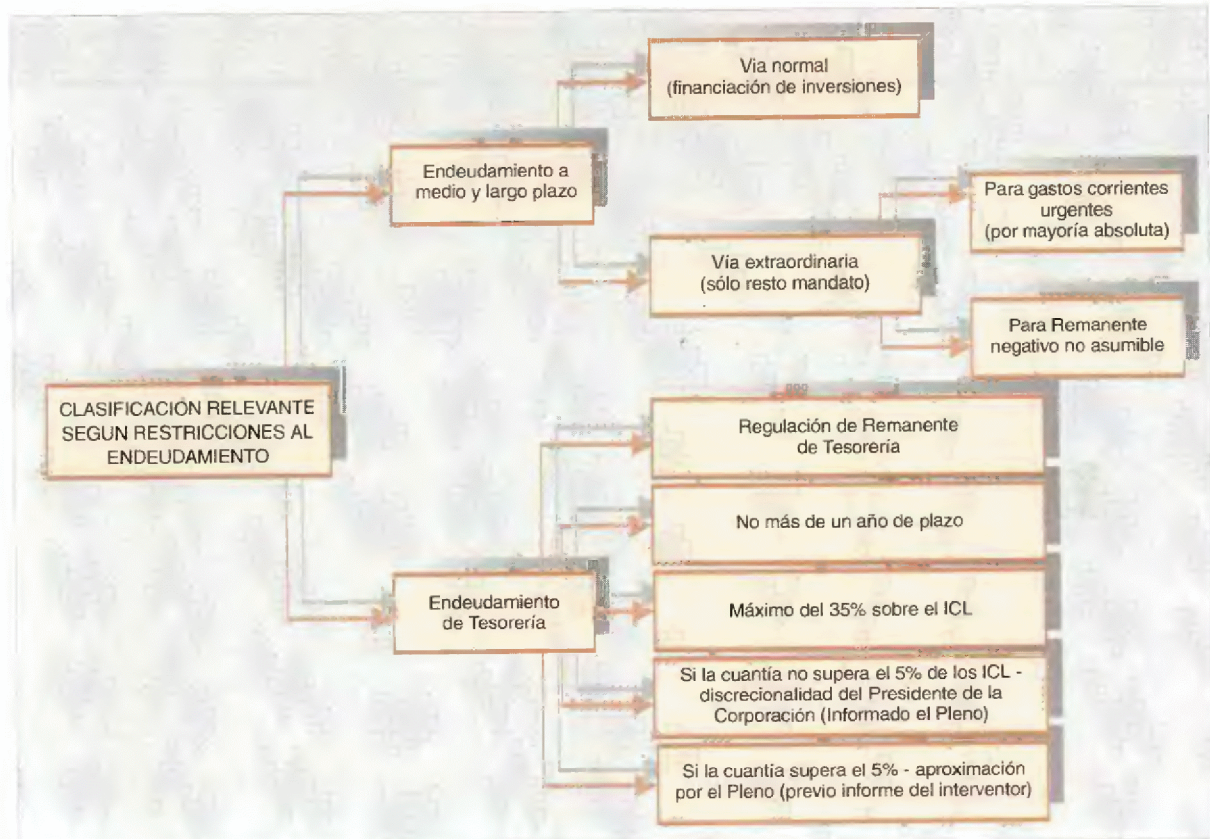 Via normal
(financiación de inversiones)
Endeudamiento a
medio y largo plazo
Para gastos corrientes
urgentes
(por mayoría absoluta)
Vía extraordinaria
(sólo resto mandato)
Para Remanente
negativo no asumible
CLASIFICACION RELEVANTE
SEGUN RESTRICCIONES AL
ENDEUDAMIENTO
Regulación de Remanente
de Tesorería
No más de un año de plazo
Endeudamiento
de Tesorería
Máximo del 35% sobre el ICL
Si la cuantía no supera el 5% de los ICL -
discrecionalidad del Presidente de la
Corporación (Informado el Pleno)
Si la cuantía supera el 5% - aproximación
por el Pleno (previo informe del interventor)